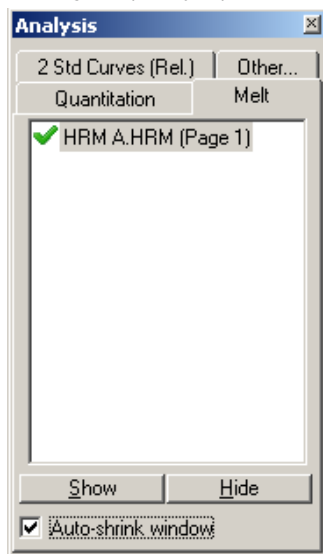 Analysis
2 Std Curves (Rel.) Other...
Quantitation Melt
HRM A.HRM (Page 1)
Show Hide
Auto-shrink window